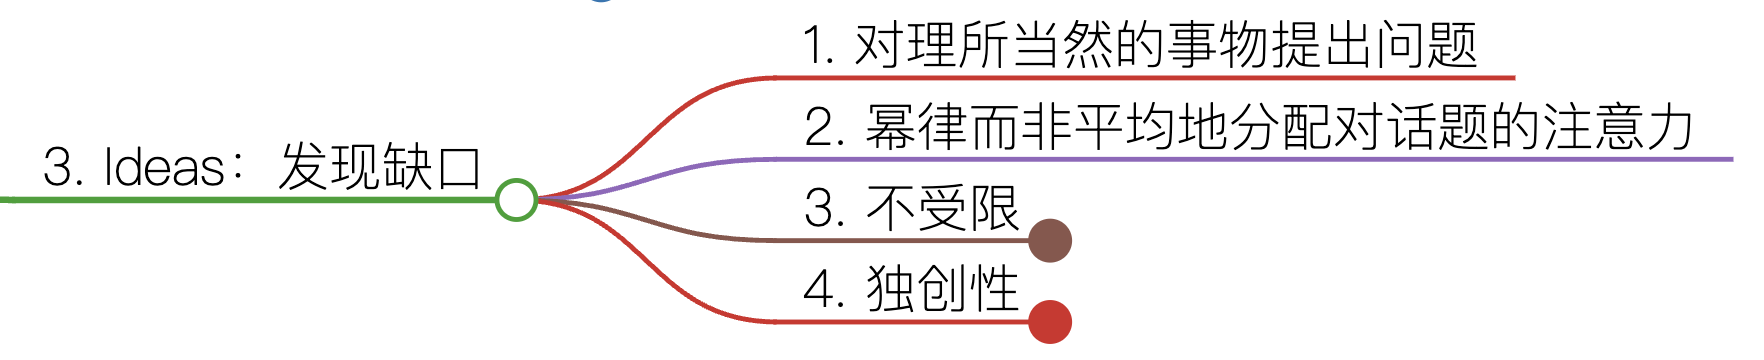 3. Ideas：发现缺口
1. 对理所当然的事物提出问题
2. 幂律而非平均地分配对话题的注意力
3. 不受限
4. 独创性